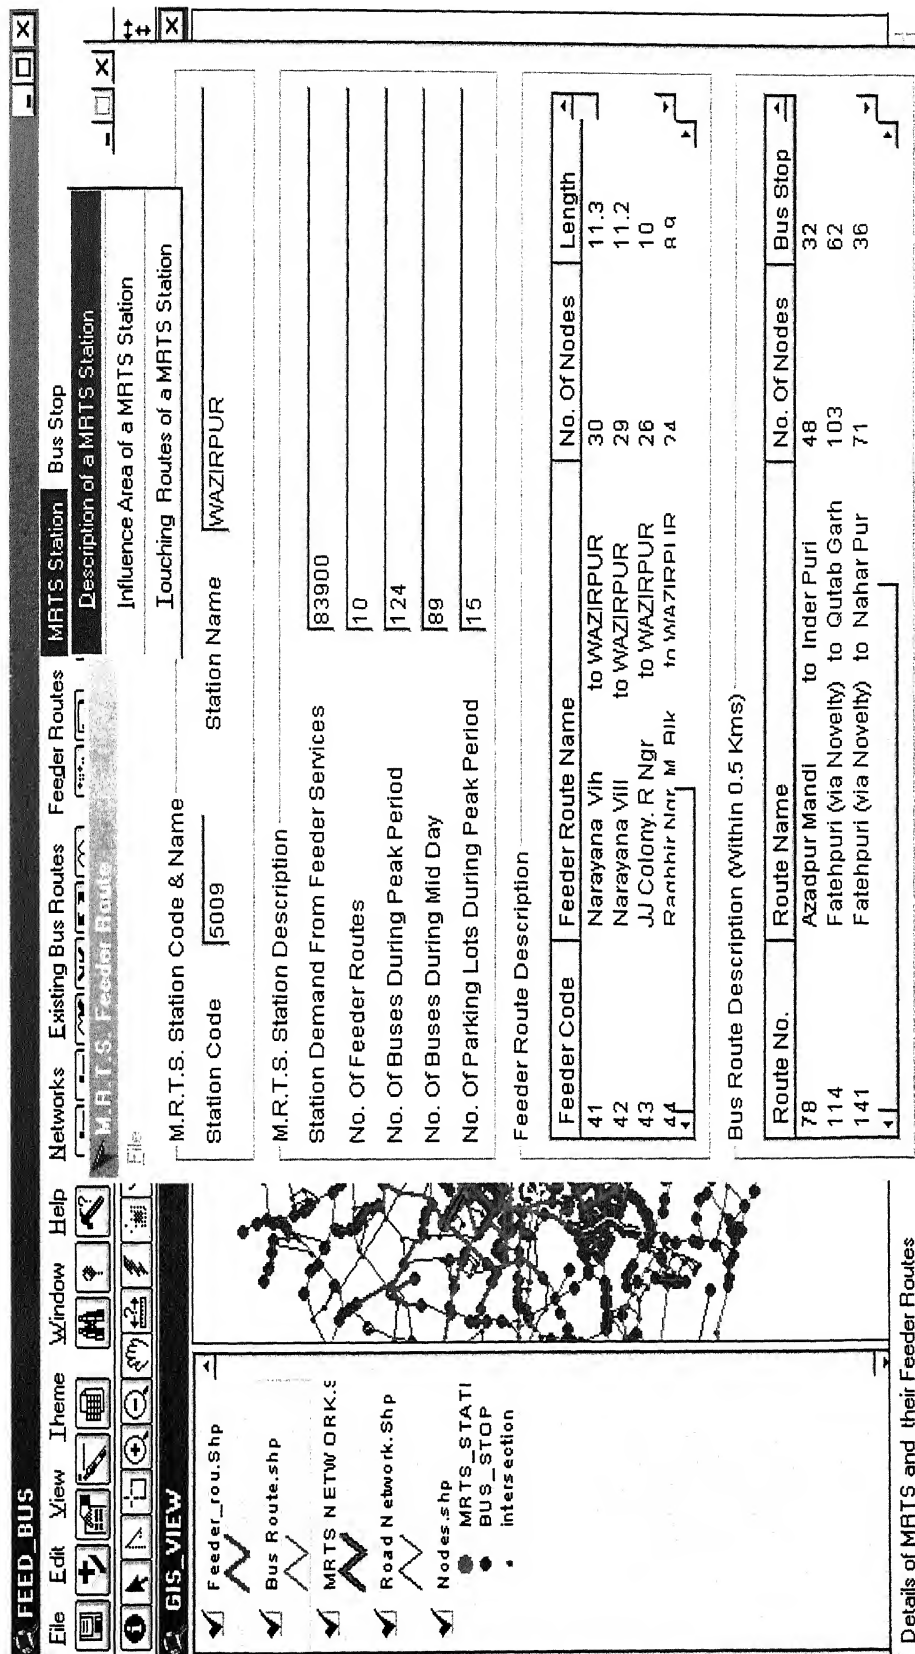 FEED_BUS
File Edit View Theme Window Help Networks Existing Bus Routes Feeder Routes MRTS Station Bus Stop
Description of a MRTS Station
Influence Area of a MRTS Station
Touching Routes of a MRTS Station
GIS_VIEW
Feeder_rou.Shp
Bus Route.shp
MRTS NETWORK.S
Road Network.Shp
Nodes.shp
MRTS_STATI
BUS_STOP
intersection
M.R.T.S. Feeder Route
File
M.R.T.S. Station Code & Name
Station Code 5009 Station Name WAZIRPUR
M.R.T.S. Station Description
Station Demand From Feeder Services 83900
No. Of Feeder Routes 10
No. Of Buses During Peak Period 124
No. Of Buses During Mid Day 89
No. Of Parking Lots During Peak Period 15
Feeder Route Description
Feeder Code Feeder Route Name No. Of Nodes Length
41 Narayana Vih to WAZIRPUR 30 11.3
42 Narayana Vill to WAZIRPUR 29 11.2
43 JJ Colony. R Ngr to WAZIRPUR 26 10
44 Raghbir Ngr M Blk to WAZIRPUR 24
Bus Route Description (Within 0.5 Kms)
Route No. Route Name No. Of Nodes Bus Stop
78 Azadpur Mandi to Inder Puri 48 32
114 Fatehpuri (via Novelty) to Qutab Garh 103 62
141 Fatehpuri (via Novelty) to Nahar Pur 71 36
Details of MRTS and their Feeder Routes